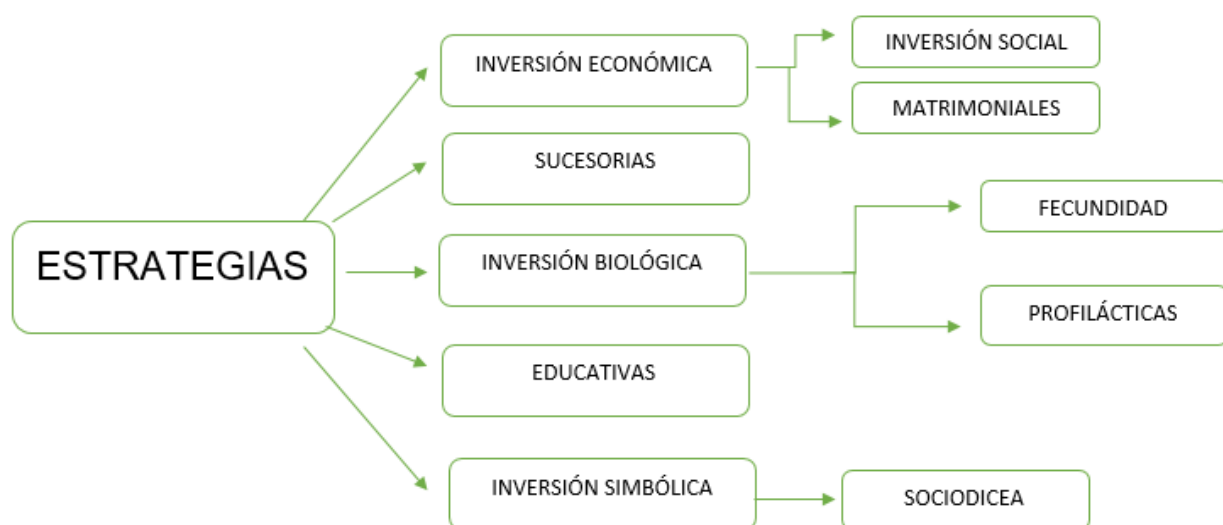 ESTRATEGIAS
INVERSIÓN ECONÓMICA
INVERSIÓN SOCIAL
MATRIMONIALES
SUCESORIAS
INVERSIÓN BIOLÓGICA
FECUNDIDAD
PROFILÁCTICAS
EDUCATIVAS
INVERSIÓN SIMBÓLICA
SOCIODICEA